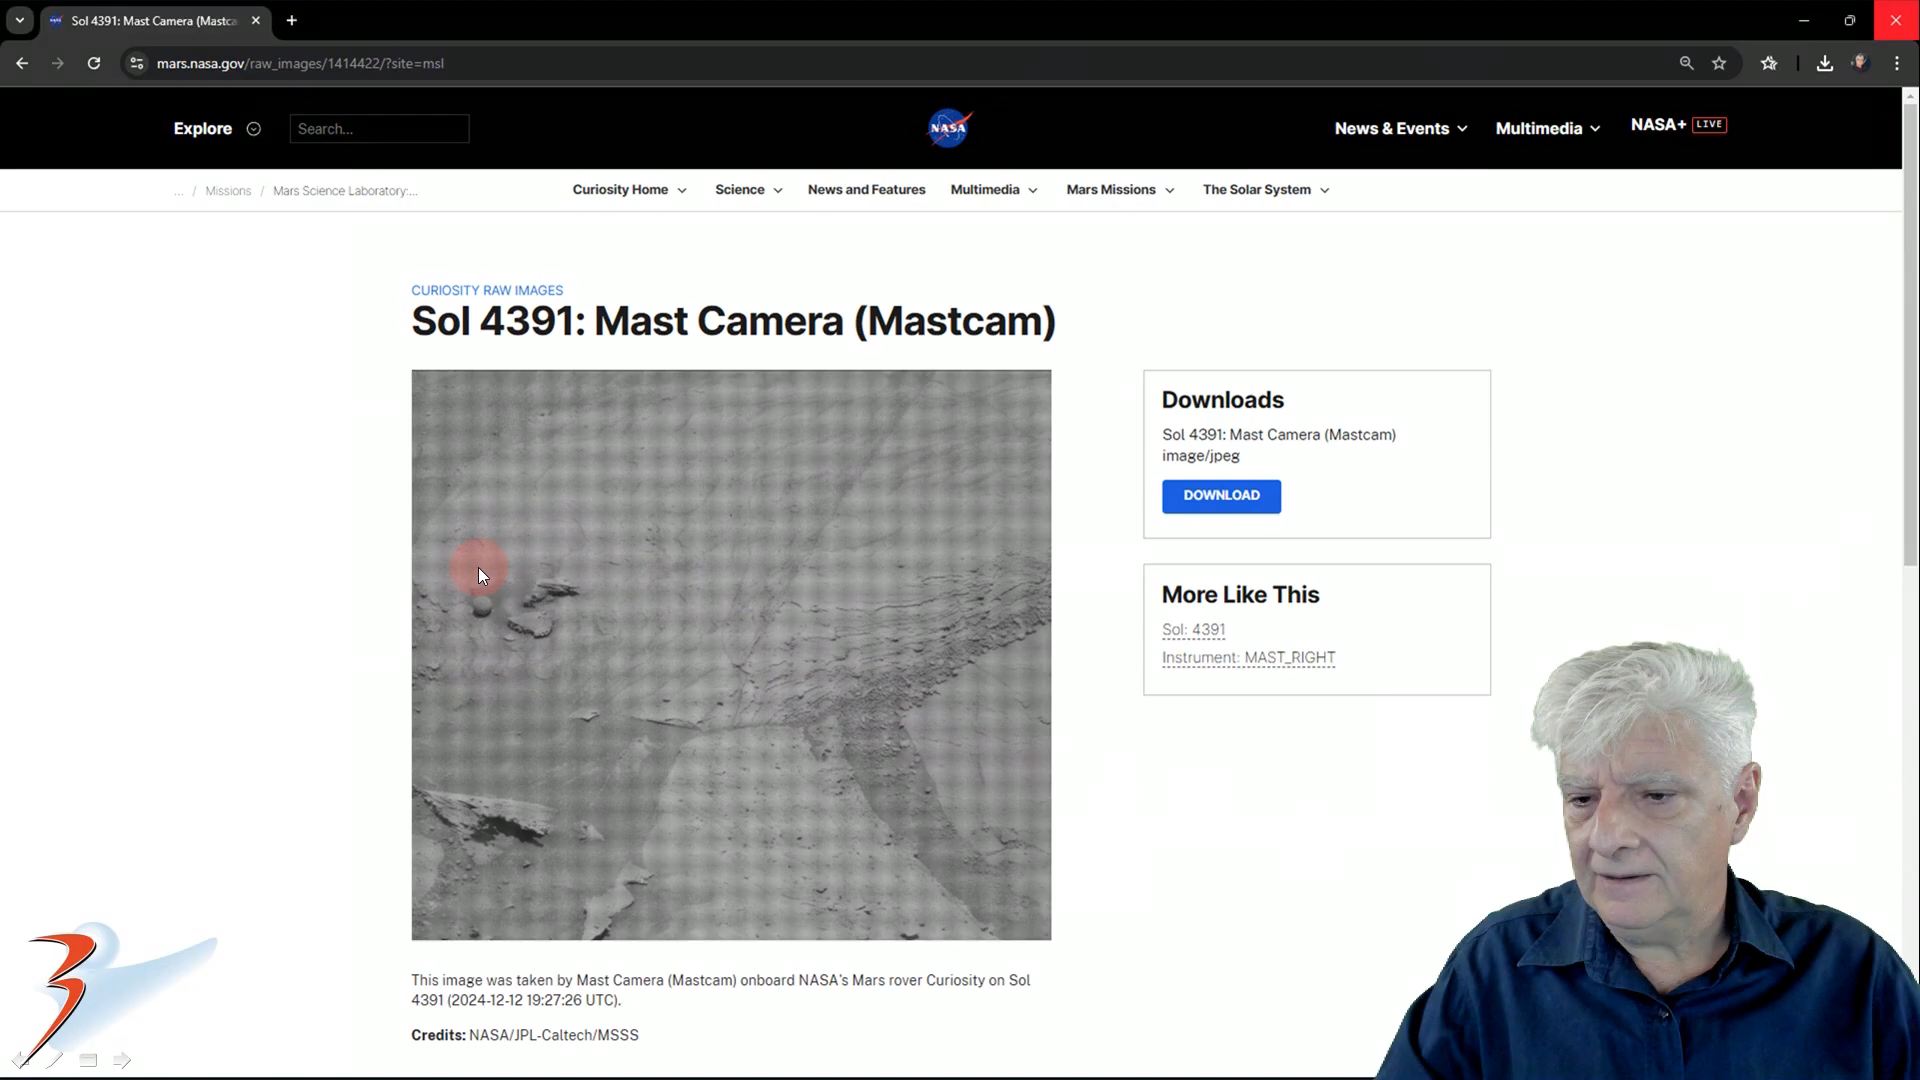 Sol 4391: Mast Camera (Mastca
mars.nasa.gov/raw_images/1414422/?site=msl
Explore
Search...
NASA
News & Events
Multimedia
NASA+ LIVE
... / Missions / Mars Science Laboratory:...
Curiosity Home
Science
News and Features
Multimedia
Mars Missions
The Solar System
CURIOSITY RAW IMAGES
Sol 4391: Mast Camera (Mastcam)
Downloads
Sol 4391: Mast Camera (Mastcam)
image/jpeg
DOWNLOAD
More Like This
Sol: 4391
Instrument: MAST_RIGHT
This image was taken by Mast Camera (Mastcam) onboard NASA's Mars rover Curiosity on Sol
4391 (2024-12-12 19:27:26 UTC).
Credits: NASA/JPL-Caltech/MSSS